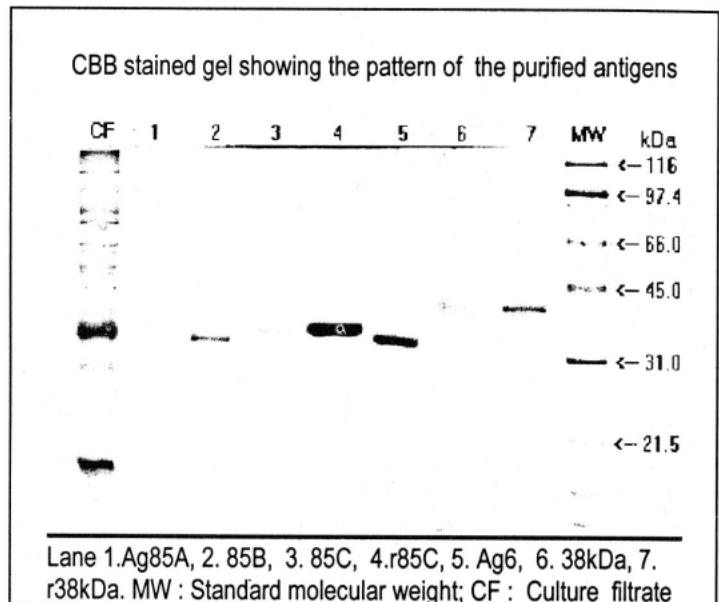 CBB stained gel showing the pattern of the purified antigens
CF 1 2 3 4 5 6 7 MW kDa
<-- 116
<-- 97.4
<-- 66.0
<-- 45.0
<-- 31.0
<-- 21.5
Lane 1.Ag85A, 2. 85B, 3. 85C, 4.r85C, 5. Ag6, 6. 38kDa, 7.
r38kDa. MW : Standard molecular weight; CF : Culture filtrate